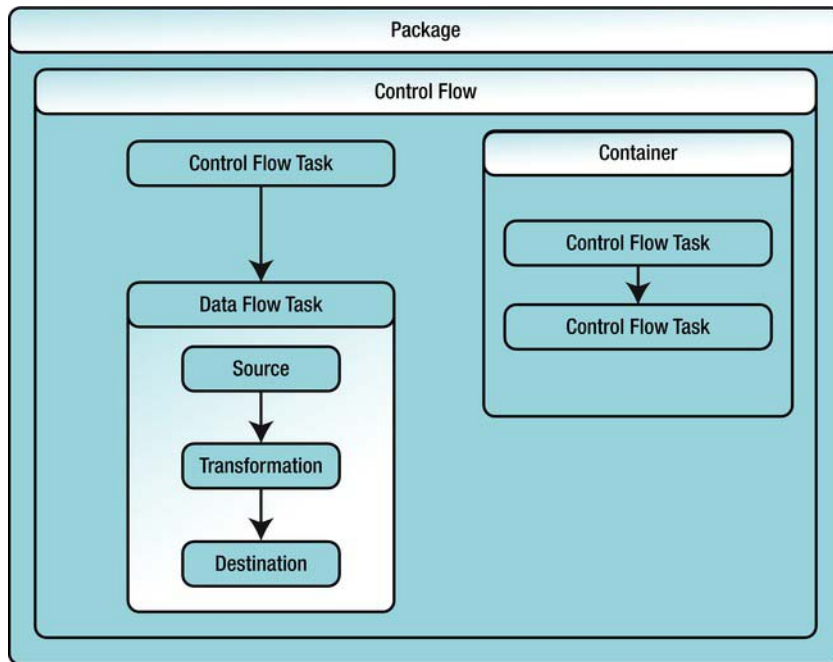 Package
Control Flow
Control Flow Task
Data Flow Task
Source
Transformation
Destination
Container
Control Flow Task
Control Flow Task